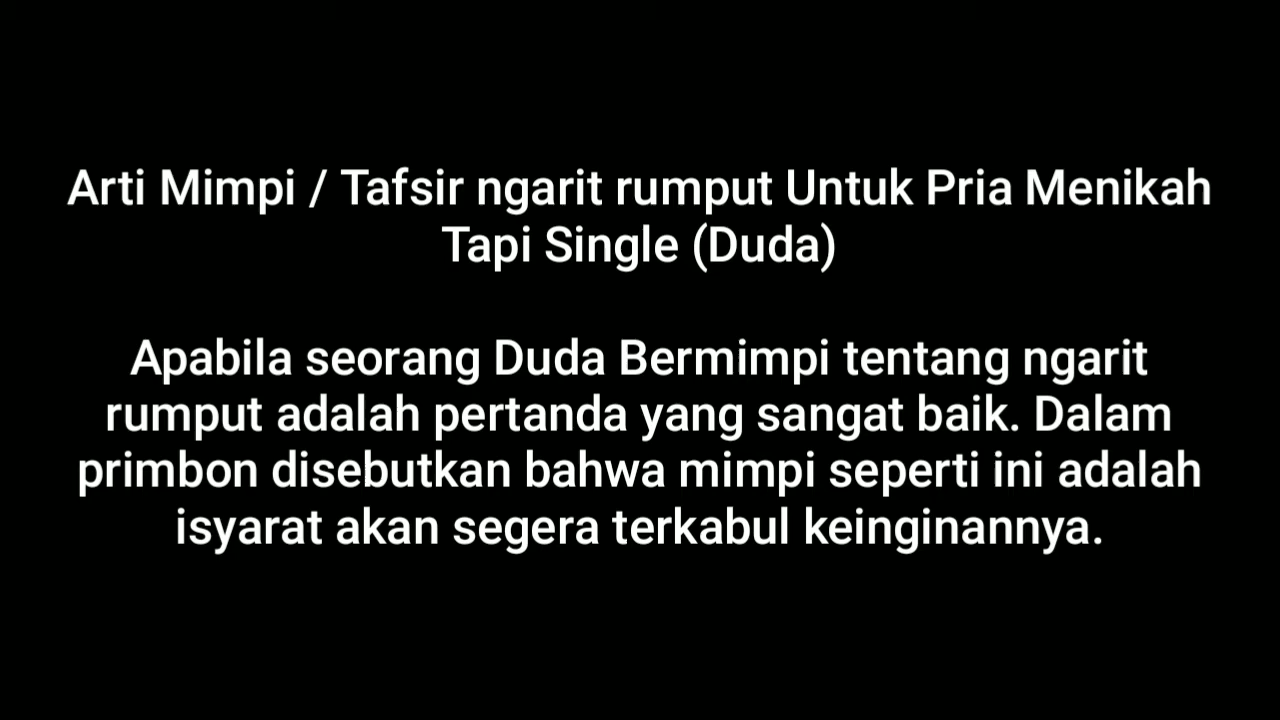 Arti Mimpi / Tafsir ngarit rumput Untuk Pria Menikah
Tapi Single (Duda)
Apabila seorang Duda Bermimpi tentang ngarit
rumput adalah pertanda yang sangat baik. Dalam
primbon disebutkan bahwa mimpi seperti ini adalah
isyarat akan segera terkabul keinginannya.